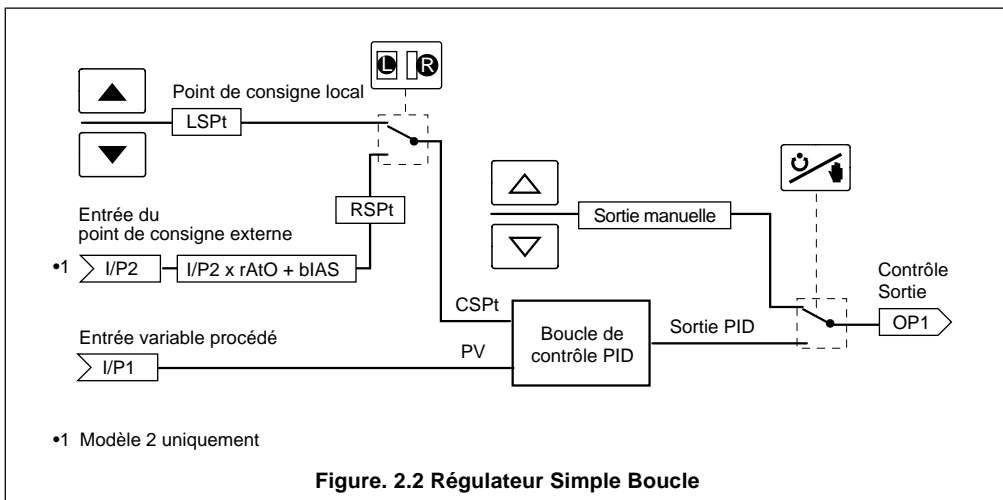 L R
Point de consigne local
LSPt
RSPt
Sortie manuelle
Entrée du
point de consigne externe
•1 I/P2 I/P2 x rAtO + bIAS
Contrôle
Sortie
CSPt
OP1
Boucle de
contrôle PID
Sortie PID
Entrée variable procédé
PV
I/P1
•1 Modèle 2 uniquement
Figure. 2.2 Régulateur Simple Boucle